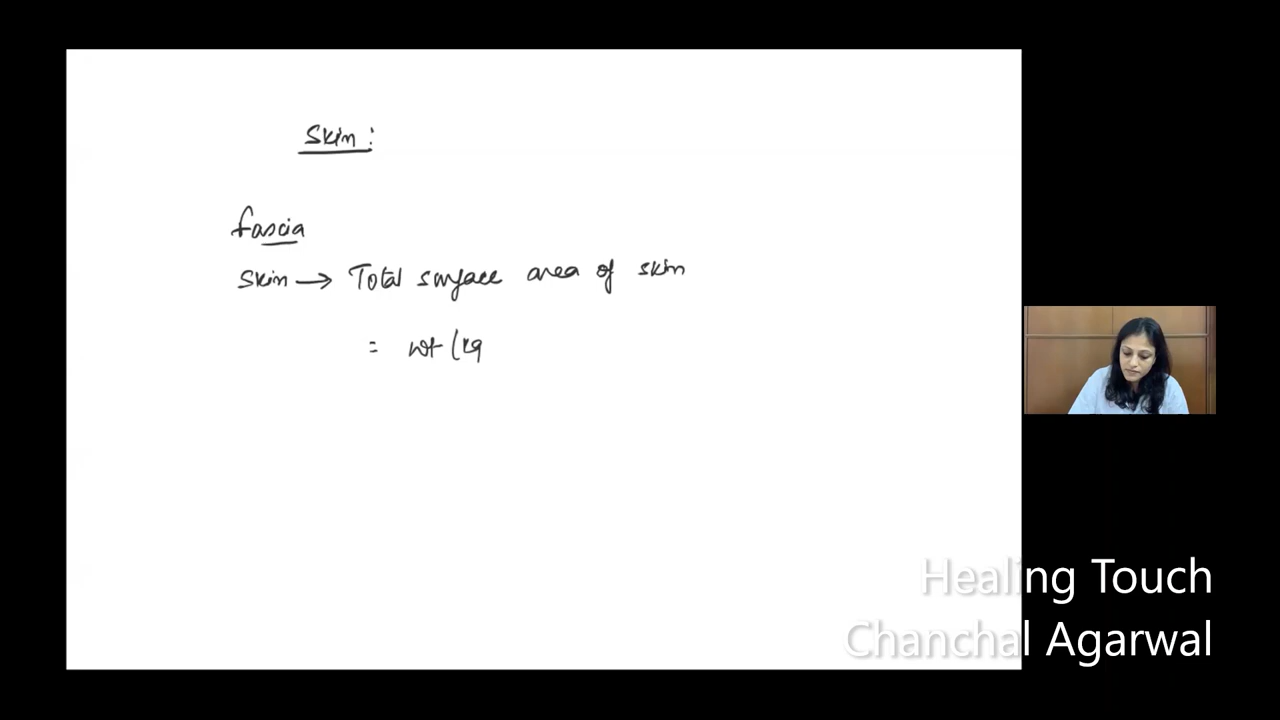 Skin :
fascia
skin → Total surface area of skin
= wt (kg
Healing Touch
Chanchal Agarwal